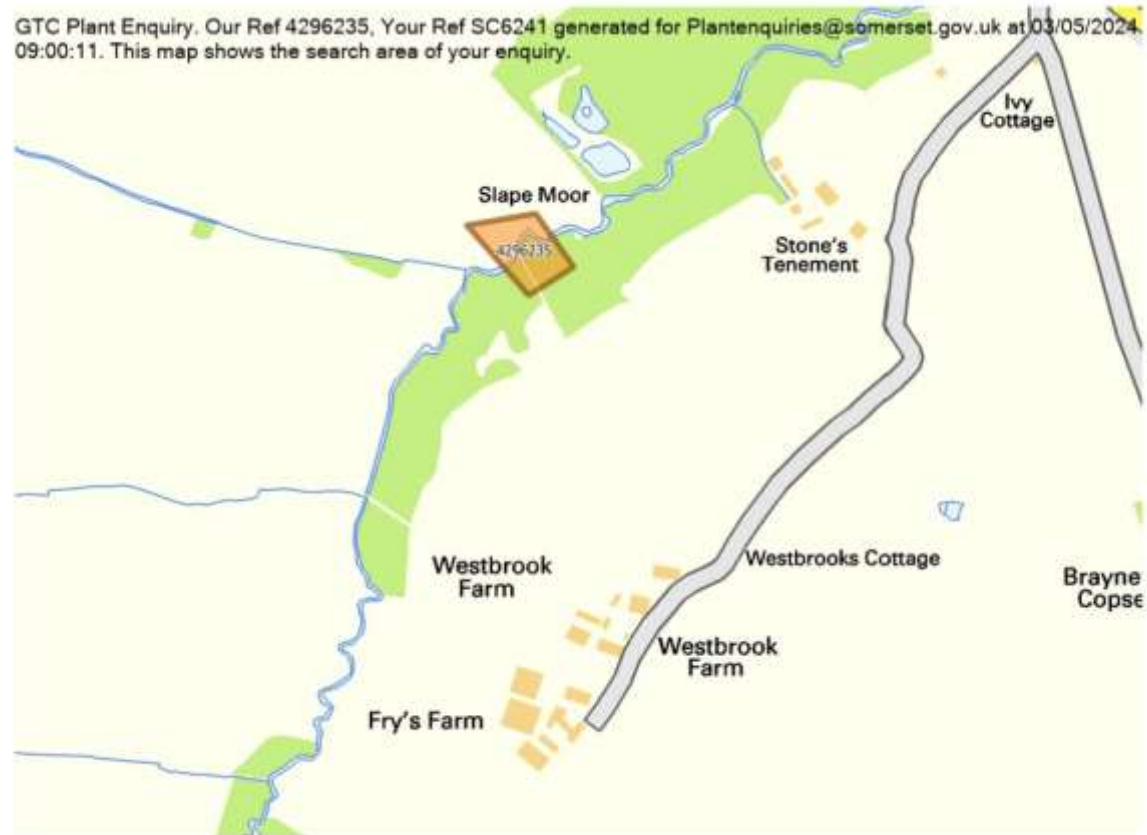 GTC Plant Enquiry. Our Ref 4296235, Your Ref SC6241 generated for Plantenquiries@somerset.gov.uk at 03/05/2024
09:00:11. This map shows the search area of your enquiry.
Ivy
Cottage
Slape Moor
4296235
Stone's
Tenement
Westbrooks Cottage
Westbrook
Farm
Brayne
Copse
Westbrook
Farm
Fry's Farm